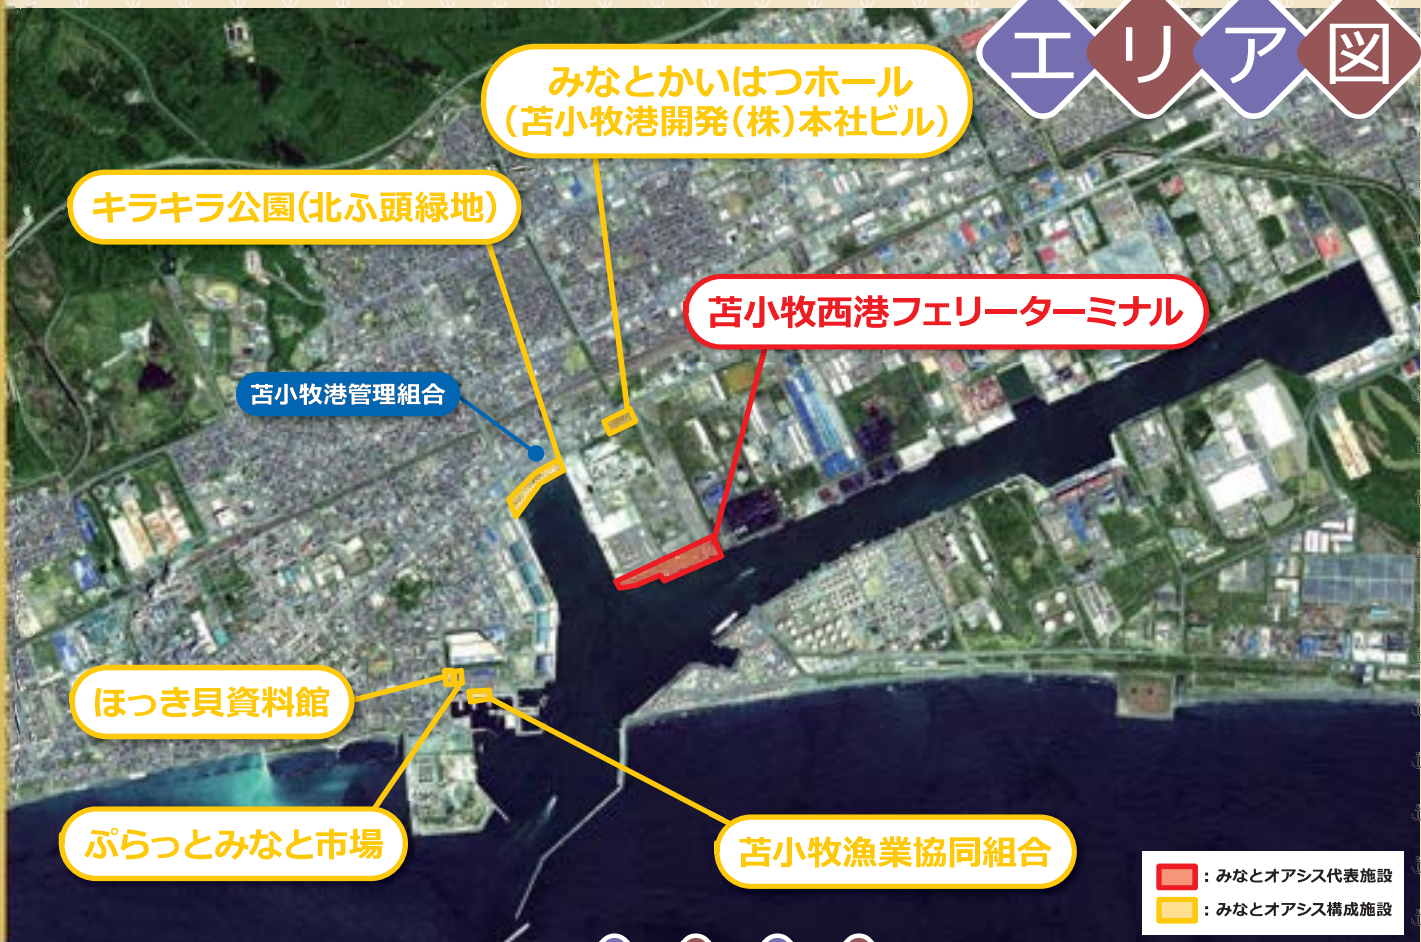 エリア図
みなとかいはつホール
（苫小牧港開発（株）本社ビル）
キラキラ公園（北ふ頭緑地）
苫小牧西港フェリーターミナル
苫小牧港管理組合
ほっき貝資料館
ぷらっとみなと市場
苫小牧漁業協同組合
：みなとオアシス代表施設
：みなとオアシス構成施設